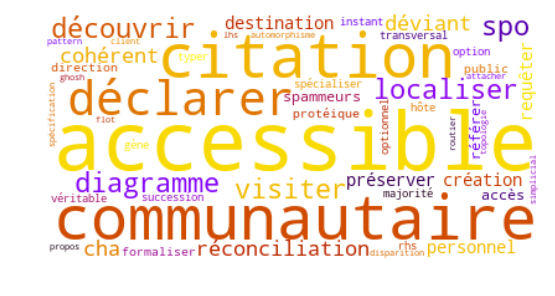 découvrir destination instant déviant spo
pattern client lhs automorphisme transversal
cohérent typer citation option
direction public requêter
ghosh spécialiser attacher
déclarer spammeurs localiser
spécification flot protéique optionnel hôte référer topologie
accessible
gène routier
diagramme visiter préserver création
véritable succession majorité accès simplicial
communautaire
propos cha formaliser réconciliation rhs personnel
disparition